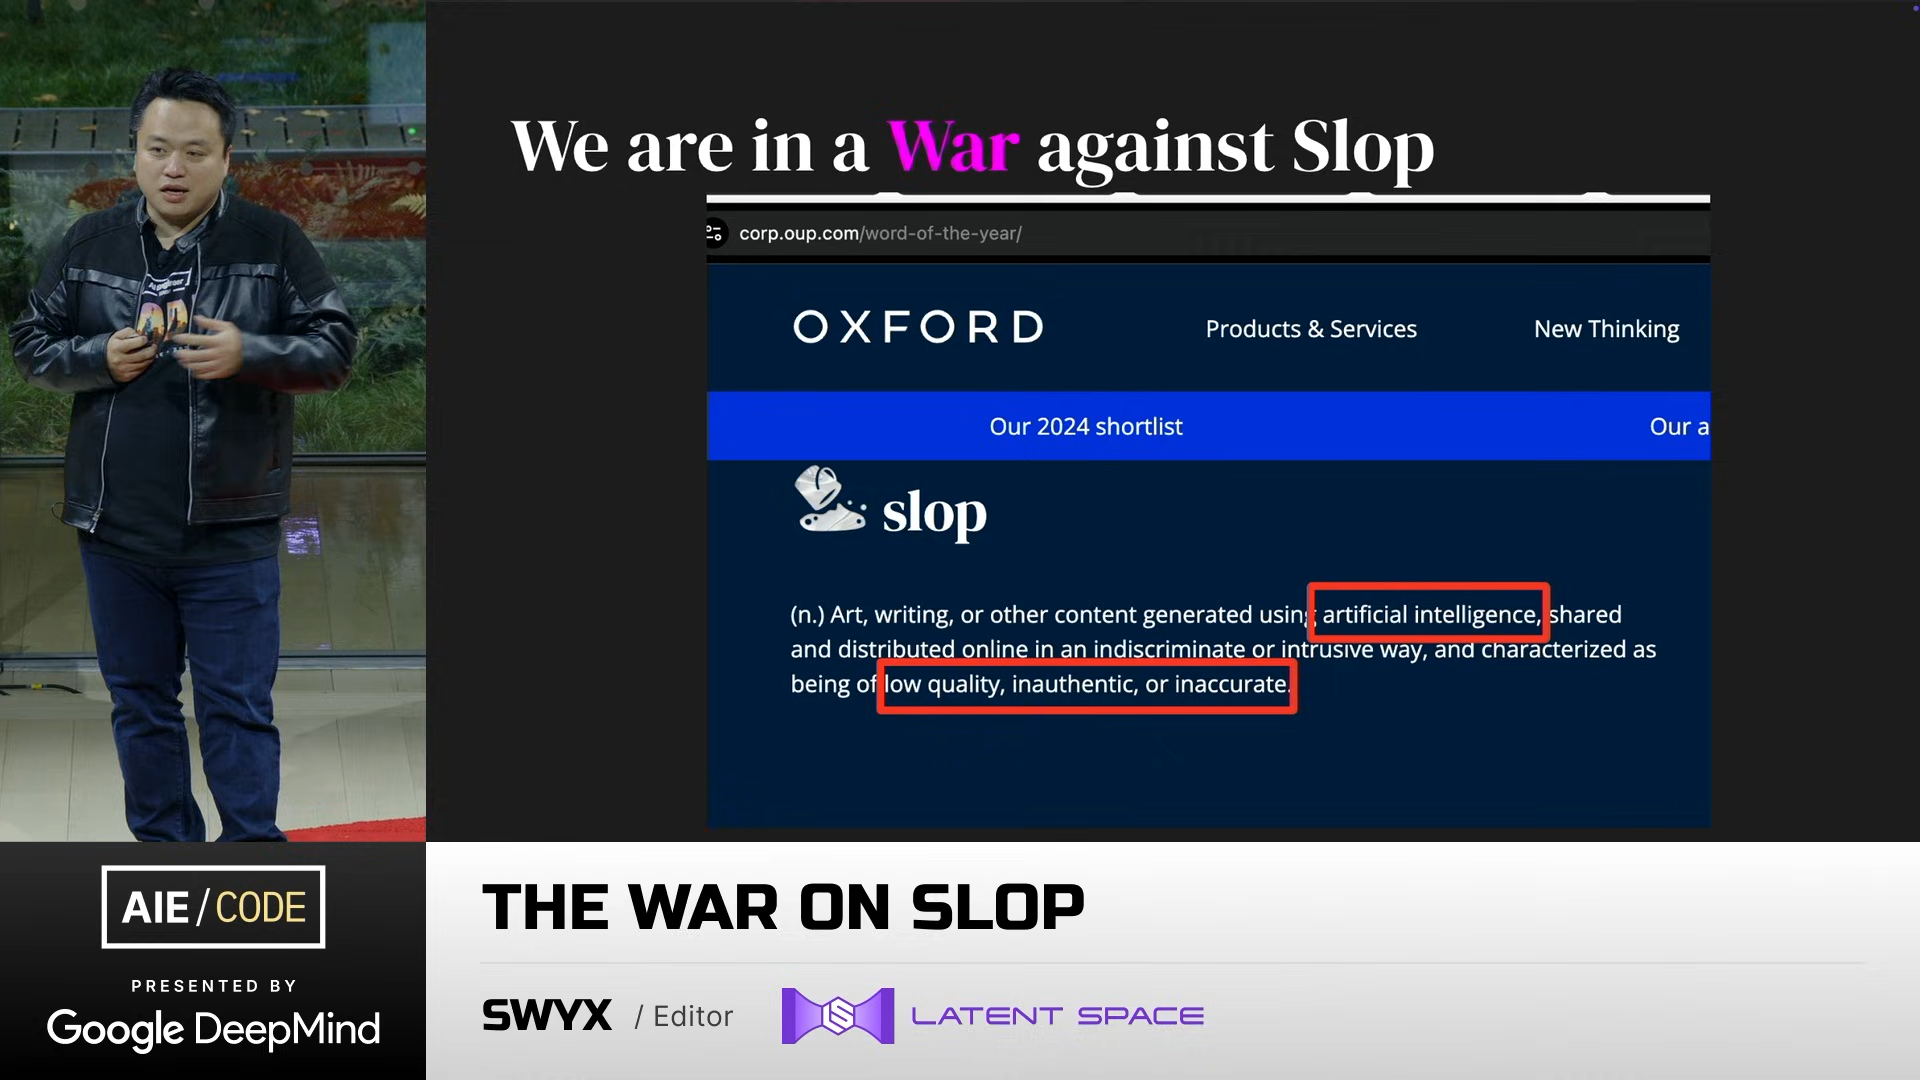 We are in a War against Slop
corp.oup.com/word-of-the-year/
OXFORD
Products & Services
New Thinking
Our 2024 shortlist
Our a
slop
(n.) Art, writing, or other content generated using artificial intelligence, shared
and distributed online in an indiscriminate or intrusive way, and characterized as
being of low quality, inauthentic, or inaccurate.
AIE/CODE
PRESENTED BY
Google DeepMind
THE WAR ON SLOP
SWYX / Editor
LATENT SPACE